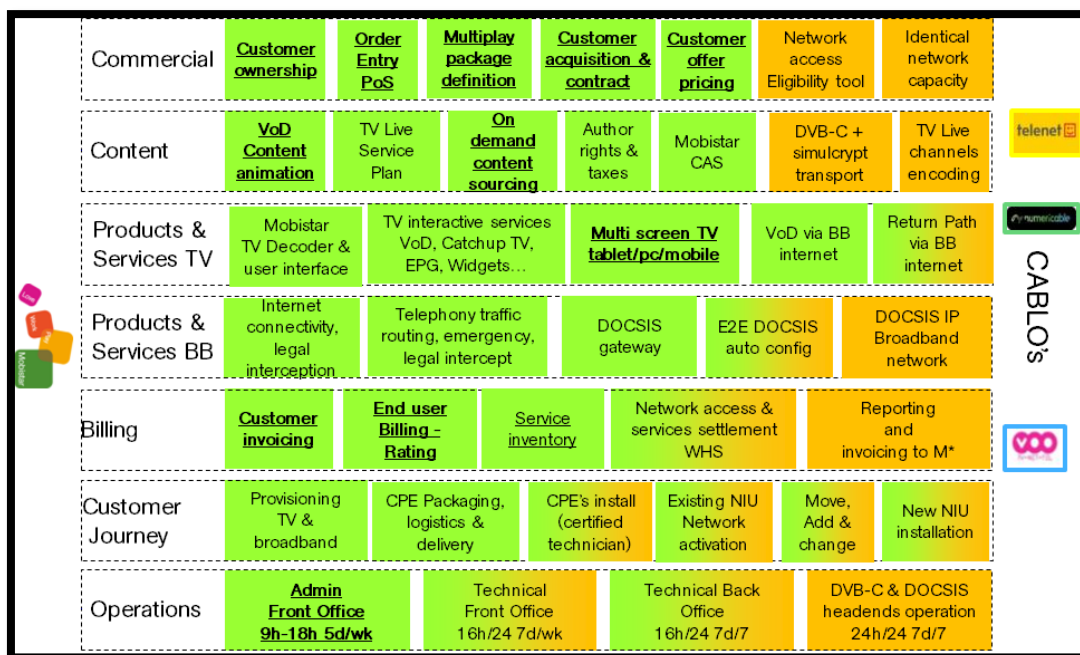 Commercial
Customer
ownership
Order
Entry
PoS
Multiplay
package
definition
Customer
acquisition &
contract
Customer
offer
pricing
Network
access
Eligibility tool
Identical
network
capacity
Content
VoD
Content
animation
TV Live
Service
Plan
On
demand
content
sourcing
Author
rights &
taxes
Mobistar
CAS
DVB-C +
simulcrypt
transport
TV Live
channels
encoding
telenet
Products &
Services TV
Mobistar
TV Decoder &
user interface
TV interactive services
VoD, Catchup TV,
EPG, Widgets…
Multi screen TV
tablet/pc/mobile
VoD via BB
internet
Return Path
via BB
internet
numericable
CABLO's
Mobistar
Products &
Services BB
Internet
connectivity,
legal
interception
Telephony traffic
routing, emergency,
legal intercept
DOCSIS
gateway
E2E DOCSIS
auto config
DOCSIS IP
Broadband
network
Billing
Customer
invoicing
End user
Billing -
Rating
Service
inventory
Network access &
services settlement
WHS
Reporting
and
invoicing to M*
VOO
Customer
Journey
Provisioning
TV &
broadband
CPE Packaging,
logistics &
delivery
CPE's install
(certified
technician)
Existing NIU
Network
activation
Move,
Add &
change
New NIU
installation
Operations
Admin
Front Office
9h-18h 5d/wk
Technical
Front Office
16h/24 7d/wk
Technical Back
Office
16h/24 7d/7
DVB-C & DOCSIS
headends operation
24h/24 7d/7